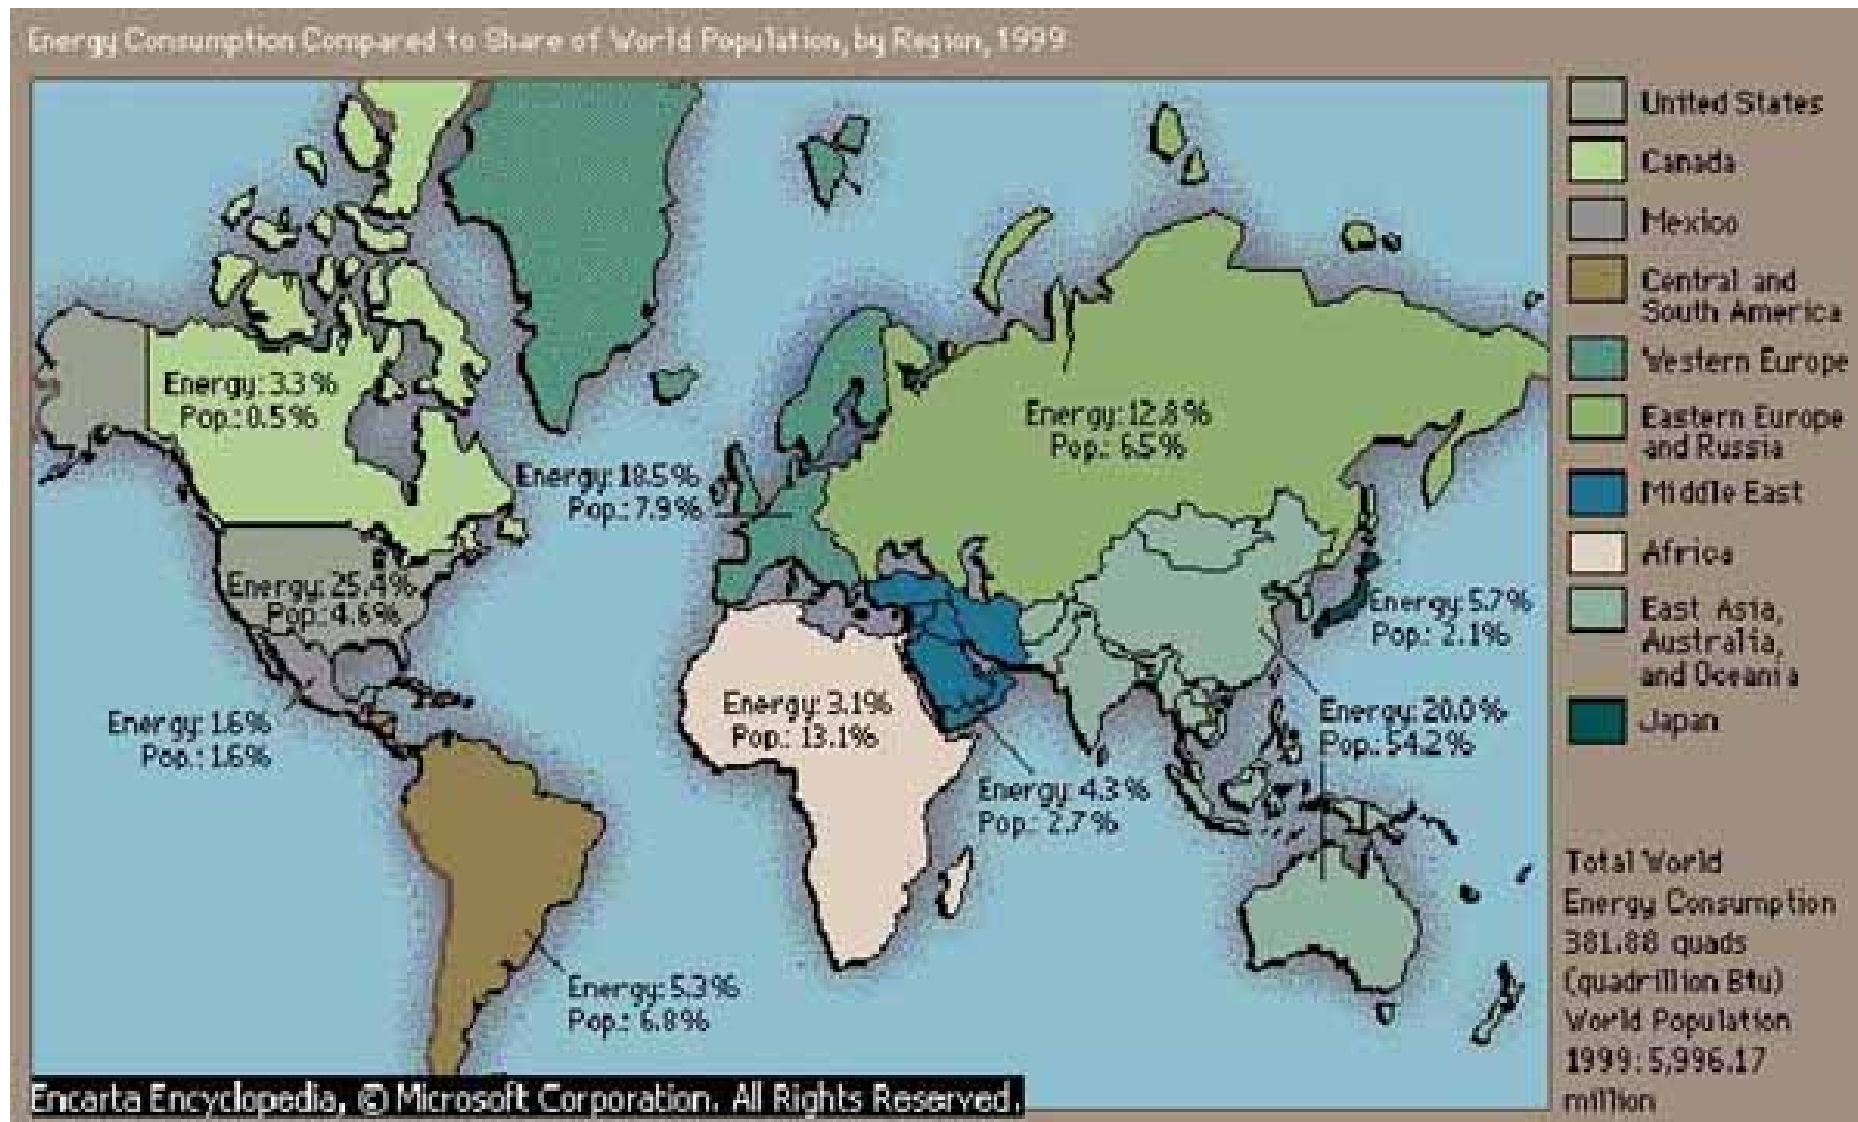 Energy Consumption Compared to Share of World Population, by Region, 1999
United States
Canada
Mexico
Central and
South America
Western Europe
Eastern Europe
and Russia
Middle East
Africa
East Asia,
Australia,
and Oceania
Japan
Energy: 3.3%
Pop.: 0.5%
Energy: 12.8%
Pop.: 6.5%
Energy: 18.5%
Pop.: 7.9%
Energy: 25.4%
Pop.: 4.6%
Energy: 5.7%
Pop.: 2.1%
Energy: 1.6%
Pop.: 1.6%
Energy: 3.1%
Pop.: 13.1%
Energy: 20.0%
Pop.: 54.2%
Energy: 4.3%
Pop.: 2.7%
Energy: 5.3%
Pop.: 6.8%
Total World
Energy Consumption
381.88 quads
(quadrillion Btu)
World Population
1999: 5,996.17
million
Encarta Encyclopedia, © Microsoft Corporation. All Rights Reserved.